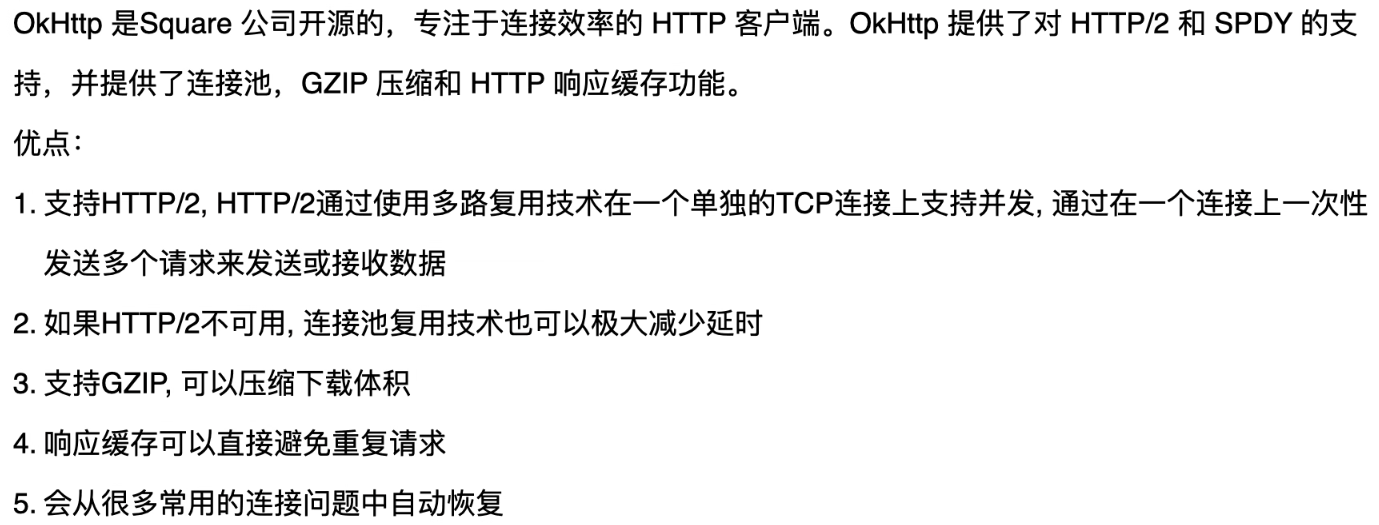 OkHttp 是Square 公司开源的，专注于连接效率的 HTTP 客户端。OkHttp 提供了对 HTTP/2 和 SPDY 的支
持，并提供了连接池，GZIP 压缩和 HTTP 响应缓存功能。
优点：
1. 支持HTTP/2, HTTP/2通过使用多路复用技术在一个单独的TCP连接上支持并发, 通过在一个连接上一次性
发送多个请求来发送或接收数据
2. 如果HTTP/2不可用, 连接池复用技术也可以极大减少延时
3. 支持GZIP, 可以压缩下载体积
4. 响应缓存可以直接避免重复请求
5. 会从很多常用的连接问题中自动恢复